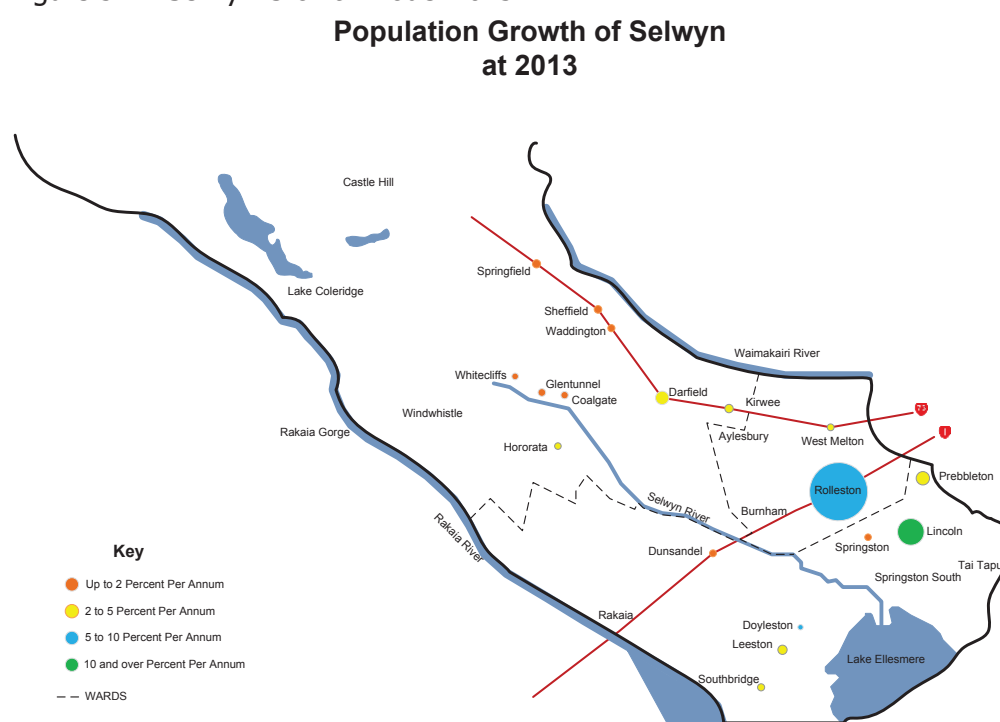 Population Growth of Selwyn
at 2013
Castle Hill
Springfield
Lake Coleridge
Sheffield
Waddington
Waimakairi River
Whitecliffs
Glentunnel
Coalgate
Darfield
Kirwee
Windwhistle
73
Rakaia Gorge
Aylesbury
West Melton
1
Hororata
Prebbleton
Rolleston
Selwyn River
Burnham
Rakaia River
Lincoln
Dunsandel
Springston
Tai Tapu
Springston South
Key
Up to 2 Percent Per Annum
2 to 5 Percent Per Annum
5 to 10 Percent Per Annum
10 and over Percent Per Annum
WARDS
Rakaia
Doyleston
Leeston
Lake Ellesmere
Southbridge